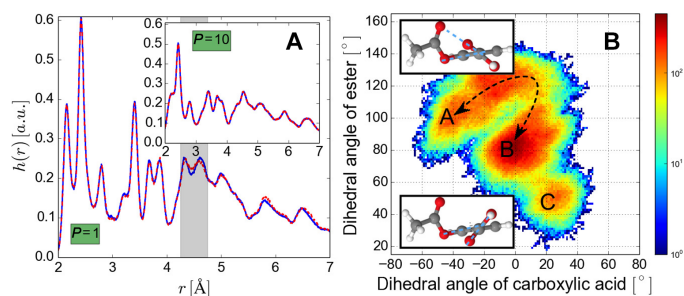 A
P=10
P=1
h(r) [a.u.]
0.6
0.5
0.4
0.3
0.2
0.1
0.6
0.5
0.4
0.3
0.2
0.1
0.0
2 3 4 5 6 7
2 3 4 5 6 7
r [Å]
B
A
B
C
Dihedral angle of ester [°]
160
140
120
100
80
60
40
20
-80 -60 -40 -20 0 20 40 60 80
Dihedral angle of carboxylic acid [°]
10²
10¹
10⁰